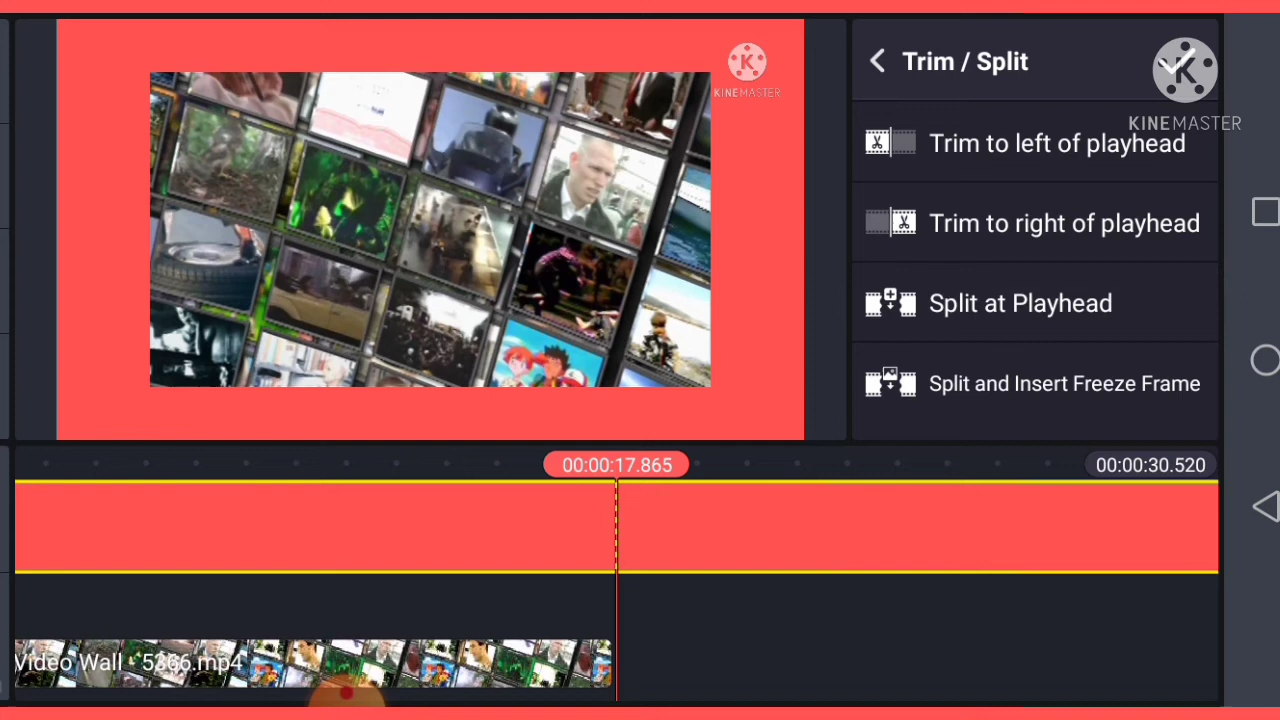 KINEMASTER
Trim / Split
KINEMASTER
Trim to left of playhead
Trim to right of playhead
Split at Playhead
Split and Insert Freeze Frame
00:00:17.865
00:00:30.520
Video Wall - 5366.mp4